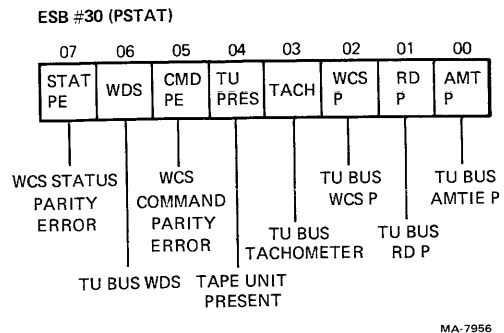 ESB #30 (PSTAT)
07 06 05 04 03 02 01 00
STAT PE
WDS
CMD PE
TU PRES
TACH
WCS P
RD P
AMT P
WCS STATUS
PARITY
ERROR
TU BUS WDS
WCS
COMMAND
PARITY
ERROR
TAPE UNIT
PRESENT
TU BUS
TACHOMETER
TU BUS
WCS P
TU BUS
RD P
TU BUS
AMTIE P
MA-7956